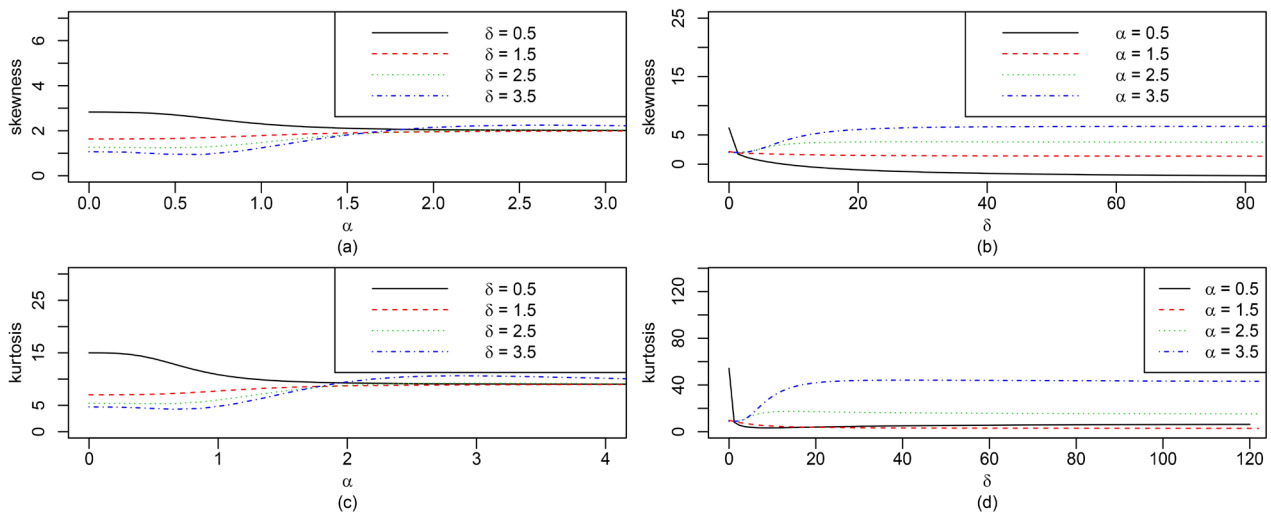 skewness
6
4
2
0
δ = 0.5
δ = 1.5
δ = 2.5
δ = 3.5
0.0 0.5 1.0 1.5 2.0 2.5 3.0
α
(a)
skewness
25
15
5
0
α = 0.5
α = 1.5
α = 2.5
α = 3.5
0 20 40 60 80
δ
(b)
kurtosis
25
15
5
0
δ = 0.5
δ = 1.5
δ = 2.5
δ = 3.5
0 1 2 3 4
α
(c)
kurtosis
120
80
40
0
α = 0.5
α = 1.5
α = 2.5
α = 3.5
0 20 40 60 80 100 120
δ
(d)